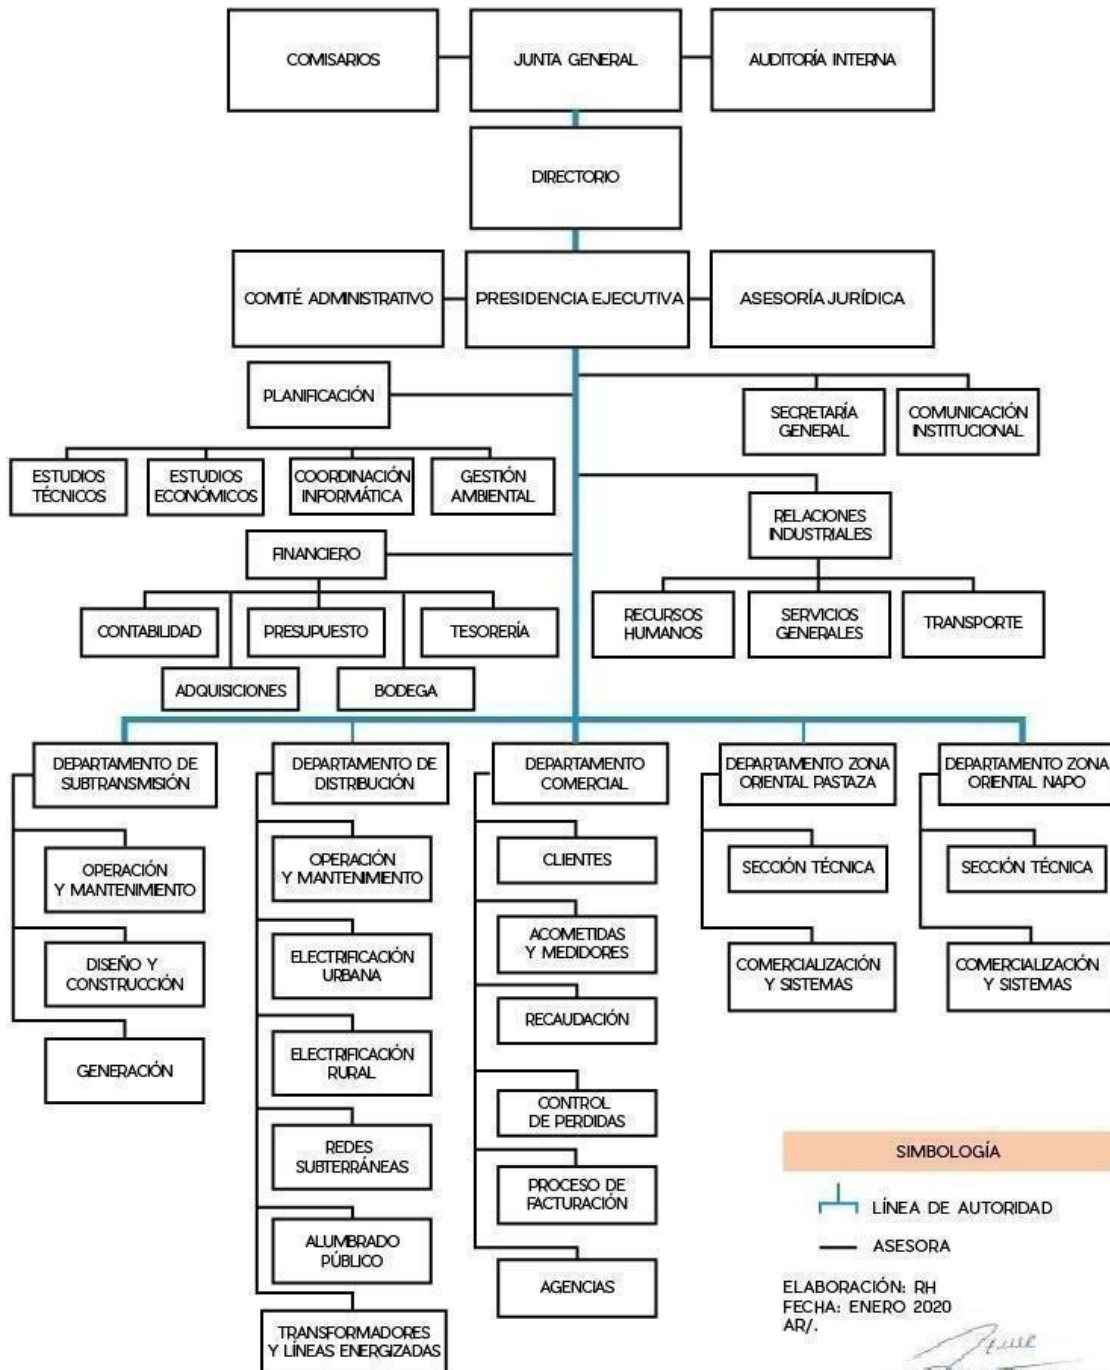 COMISARIOS
JUNTA GENERAL
AUDITORÍA INTERNA
DIRECTORIO
COMITÉ ADMINISTRATIVO
PRESIDENCIA EJECUTIVA
ASESORÍA JURÍDICA
PLANIFICACIÓN
SECRETARÍA
GENERAL
COMUNICACIÓN
INSTITUCIONAL
ESTUDIOS
TÉCNICOS
ESTUDIOS
ECONÓMICOS
COORDINACIÓN
INFORMÁTICA
GESTIÓN
AMBIENTAL
RELACIONES
INDUSTRIALES
FINANCIERO
CONTABILIDAD
PRESUPUESTO
TESORERÍA
RECURSOS
HUMANOS
SERVICIOS
GENERALES
TRANSPORTE
ADQUISICIONES
BODEGA
DEPARTAMENTO DE
SUBTRANSMISIÓN
OPERACIÓN
Y MANTENIMIENTO
DISEÑO Y
CONSTRUCCIÓN
GENERACIÓN
DEPARTAMENTO DE
DISTRIBUCIÓN
OPERACIÓN
Y MANTENIMIENTO
ELECTRIFICACIÓN
URBANA
ELECTRIFICACIÓN
RURAL
REDES
SUBTERRÁNEAS
ALUMBRADO
PÚBLICO
TRANSFORMADORES
Y LÍNEAS ENERGIZADAS
DEPARTAMENTO
COMERCIAL
CLIENTES
ACOMETIDAS
Y MEDIDORES
RECAUDACIÓN
CONTROL
DE PERDIDAS
PROCESO DE
FACTURACIÓN
AGENCIAS
DEPARTAMENTO ZONA
ORIENTAL PASTAZA
SECCIÓN TÉCNICA
COMERCIALIZACIÓN
Y SISTEMAS
DEPARTAMENTO ZONA
ORIENTAL NAPO
SECCIÓN TÉCNICA
COMERCIALIZACIÓN
Y SISTEMAS
SIMBOLOGÍA
LÍNEA DE AUTORIDAD
ASESORA
ELABORACIÓN: RH
FECHA: ENERO 2020
AR/.